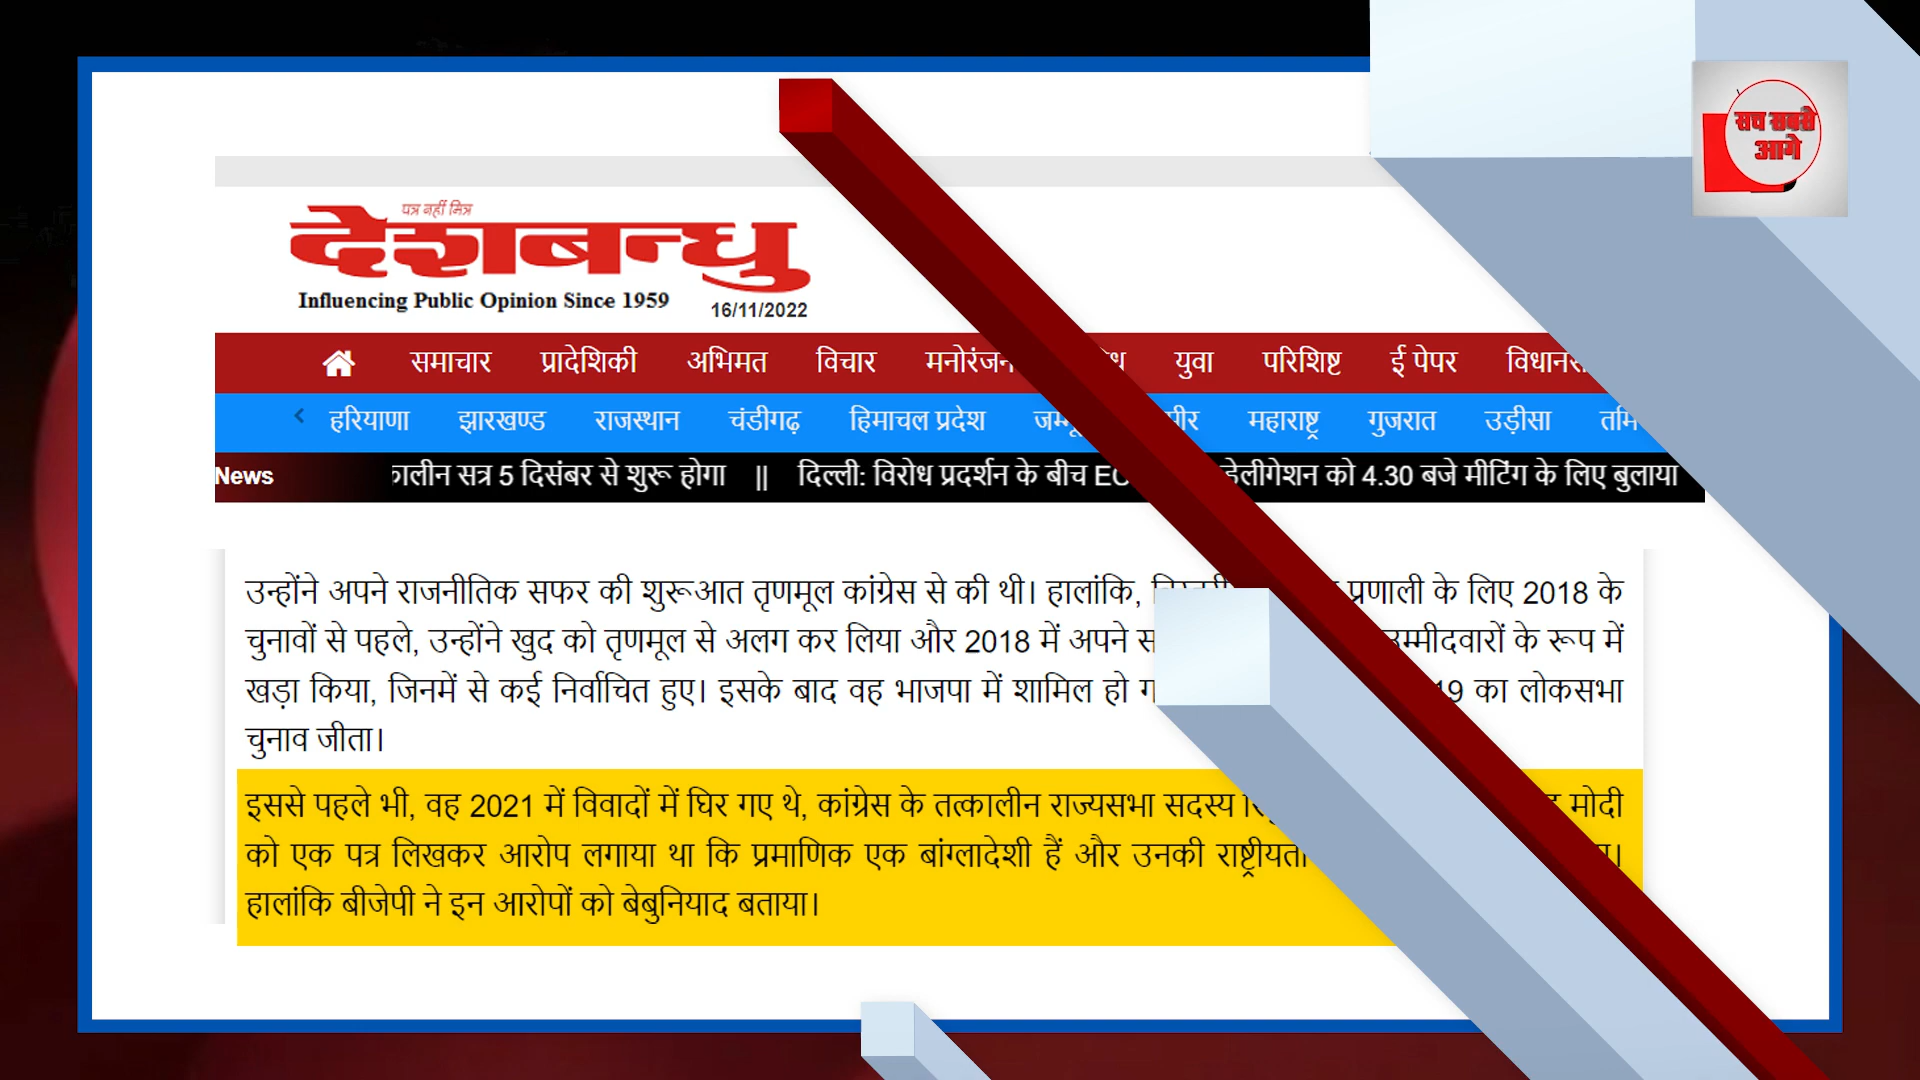 सच सबसे
आगे
पत्र नहीं मित्र
देशबन्धु
Influencing Public Opinion Since 1959
16/11/2022
समाचार प्रादेशिकी अभिमत विचार मनोरंजन युवा परिशिष्ट ई पेपर
हरियाणा झारखण्ड राजस्थान चंडीगढ़ हिमाचल प्रदेश महाराष्ट्र गुजरात उड़ीसा
News सत्र 5 दिसंबर से शुरू होगा || दिल्ली: विरोध प्रदर्शन के बीच को 4.30 बजे मीटिंग के लिए बुलाया
उन्होंने अपने राजनीतिक सफर की शुरूआत तृणमूल कांग्रेस से की थी। हालांकि, प्रणाली के लिए 2018 के
चुनावों से पहले, उन्होंने खुद को तृणमूल से अलग कर लिया और 2018 में अपने उम्मीदवारों के रूप में
खड़ा किया, जिनमें से कई निर्वाचित हुए। इसके बाद वह भाजपा में शामिल हो का लोकसभा
चुनाव जीता।
इससे पहले भी, वह 2021 में विवादों में घिर गए थे, कांग्रेस के तत्कालीन राज्यसभा सदस्य मोदी
को एक पत्र लिखकर आरोप लगाया था कि प्रमाणिक एक बांग्लादेशी हैं और उनकी राष्ट्रीयता
हालांकि बीजेपी ने इन आरोपों को बेबुनियाद बताया।